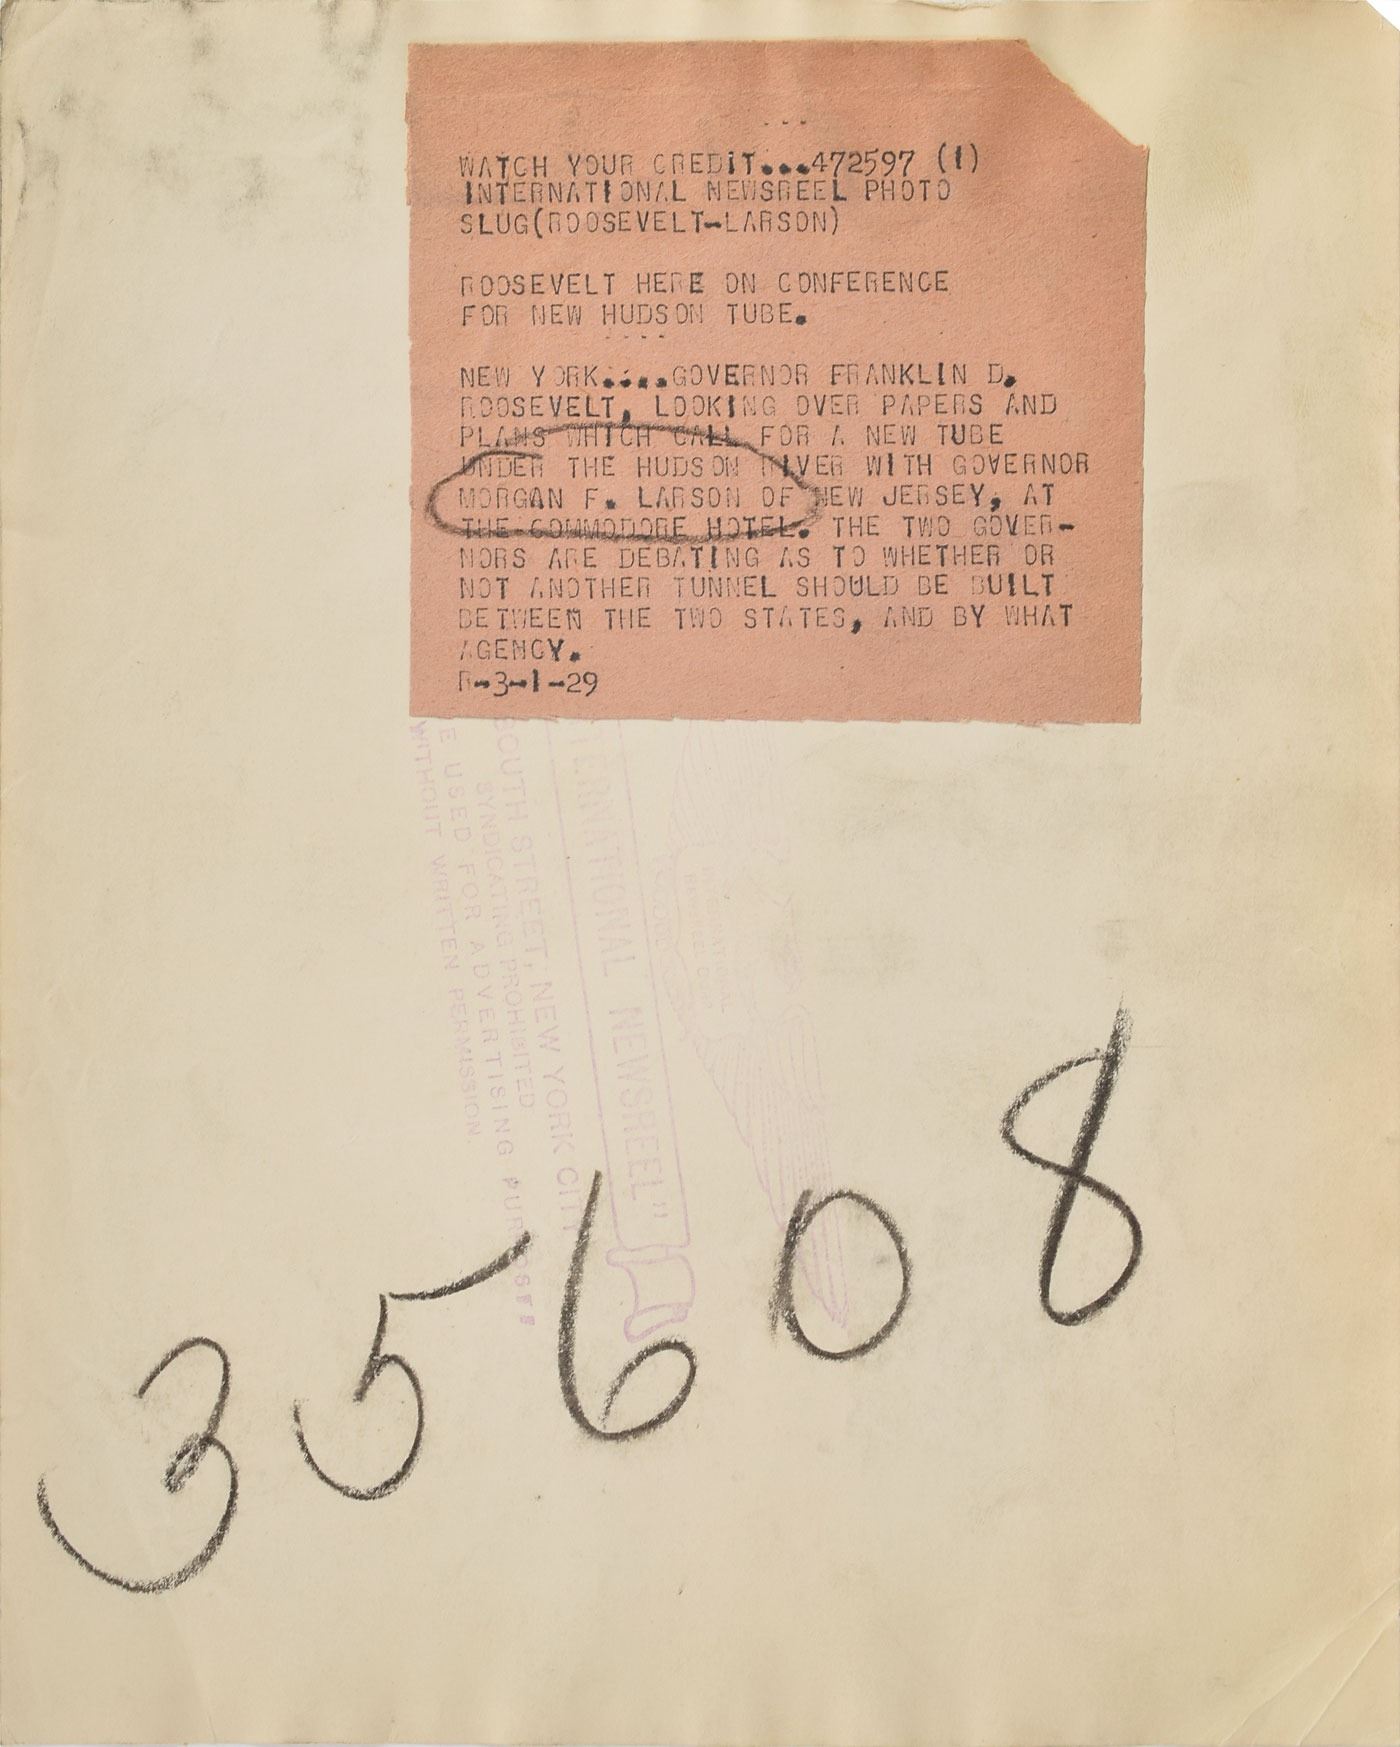 WATCH YOUR CREDIT...472597 (1)
INTERNATIONAL NEWSREEL PHOTO
SLUG(ROOSEVELT-LARSON)
ROOSEVELT HERE ON CONFERENCE
FOR NEW HUDSON TUBE.
----
NEW YORK....GOVERNOR FRANKLIN D.
ROOSEVELT, LOOKING OVER PAPERS AND
PLANS WHICH CALL FOR A NEW TUBE
UNDER THE HUDSON RIVER WITH GOVERNOR
MORGAN F. LARSON OF NEW JERSEY, AT
THE COMMODORE HOTEL. THE TWO GOVER-
NORS ARE DEBATING AS TO WHETHER OR
NOT ANOTHER TUNNEL SHOULD BE BUILT
BETWEEN THE TWO STATES, AND BY WHAT
AGENCY.
R-3-1-29
INTERNATIONAL
NEWSREEL CORP
TERNATIONAL NEWSREEL"
SOUTH STREET, NEW YORK CITY
SYNDICATING PROHIBITED
E USED FOR ADVERTISING PURPOSES
WITHOUT WRITTEN PERMISSION.
35608